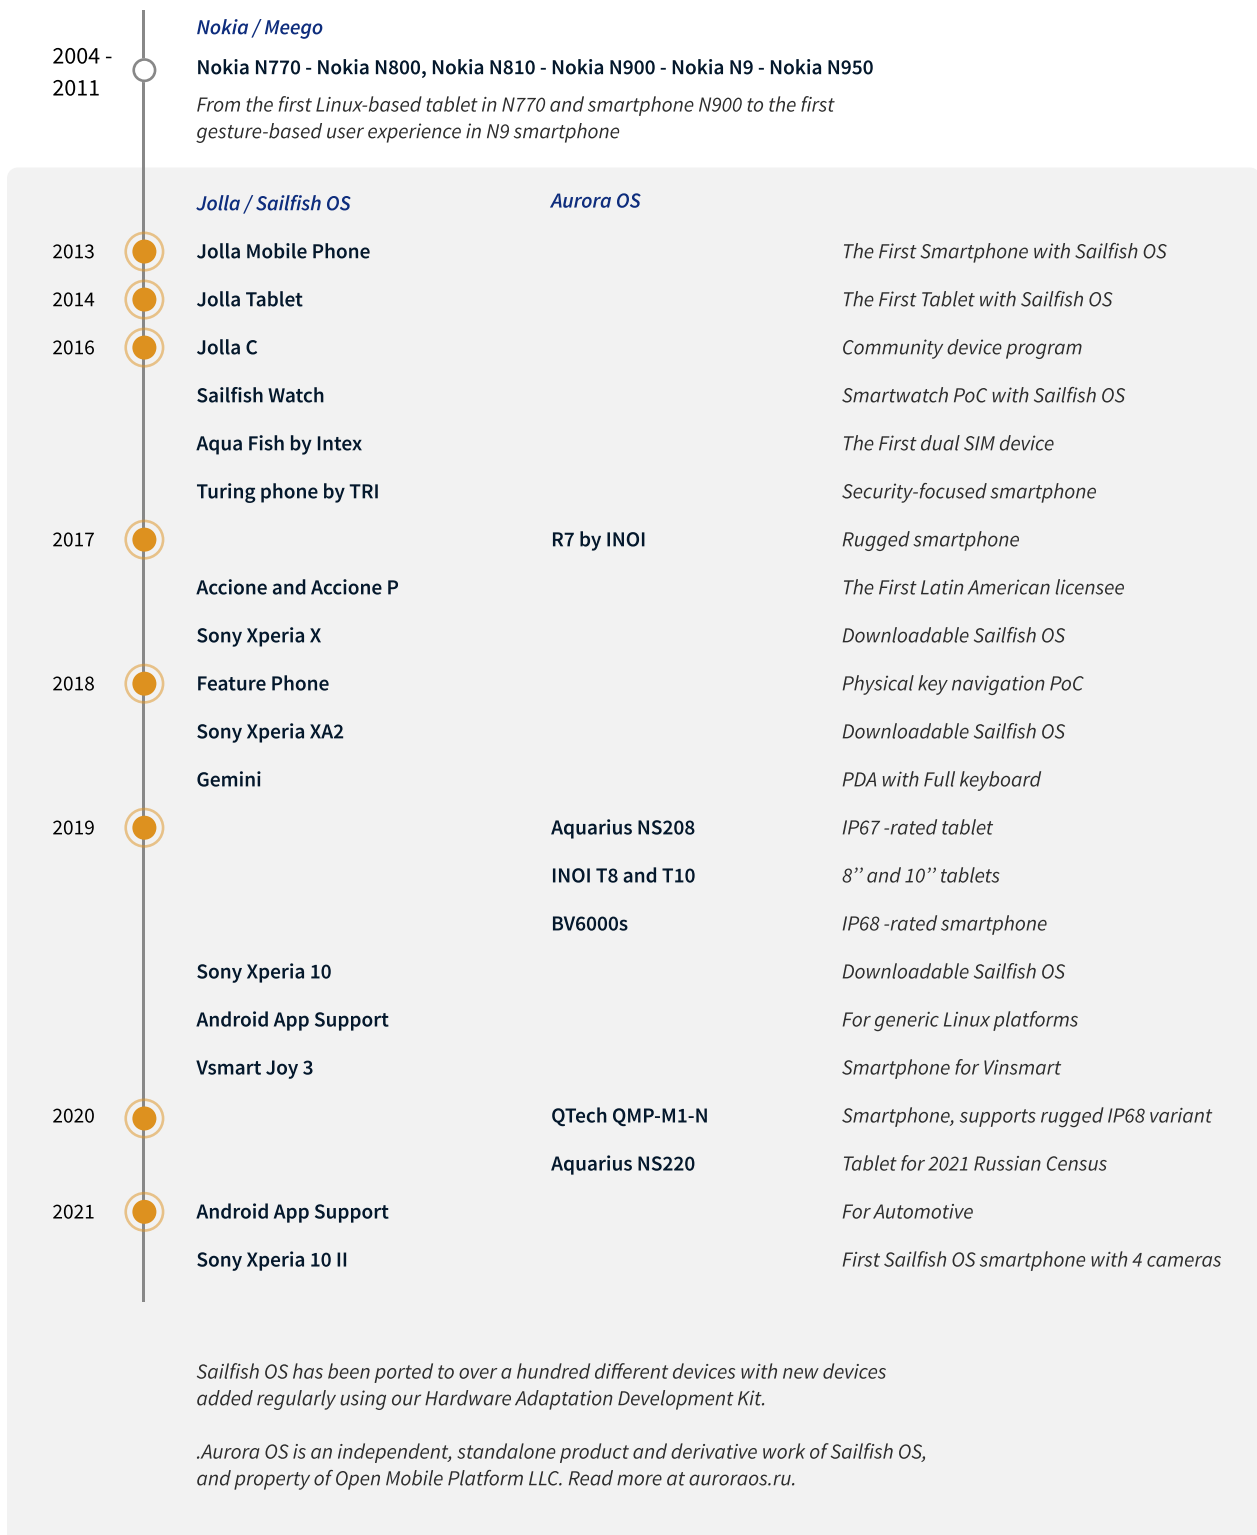 Nokia / Meego
2004 -
2011
Nokia N770 - Nokia N800, Nokia N810 - Nokia N900 - Nokia N9 - Nokia N950
From the first Linux-based tablet in N770 and smartphone N900 to the first
gesture-based user experience in N9 smartphone
Jolla / Sailfish OS Aurora OS
2013 Jolla Mobile Phone The First Smartphone with Sailfish OS
2014 Jolla Tablet The First Tablet with Sailfish OS
2016 Jolla C Community device program
Sailfish Watch Smartwatch PoC with Sailfish OS
Aqua Fish by Intex The First dual SIM device
Turing phone by TRI Security-focused smartphone
2017 R7 by INOI Rugged smartphone
Accione and Accione P The First Latin American licensee
Sony Xperia X Downloadable Sailfish OS
2018 Feature Phone Physical key navigation PoC
Sony Xperia XA2 Downloadable Sailfish OS
Gemini PDA with Full keyboard
2019 Aquarius NS208 IP67 -rated tablet
INOI T8 and T10 8’’ and 10’’ tablets
BV6000s IP68 -rated smartphone
Sony Xperia 10 Downloadable Sailfish OS
Android App Support For generic Linux platforms
Vsmart Joy 3 Smartphone for Vinsmart
2020 QTech QMP-M1-N Smartphone, supports rugged IP68 variant
Aquarius NS220 Tablet for 2021 Russian Census
2021 Android App Support For Automotive
Sony Xperia 10 II First Sailfish OS smartphone with 4 cameras
Sailfish OS has been ported to over a hundred different devices with new devices
added regularly using our Hardware Adaptation Development Kit.
.Aurora OS is an independent, standalone product and derivative work of Sailfish OS,
and property of Open Mobile Platform LLC. Read more at auroraos.ru.